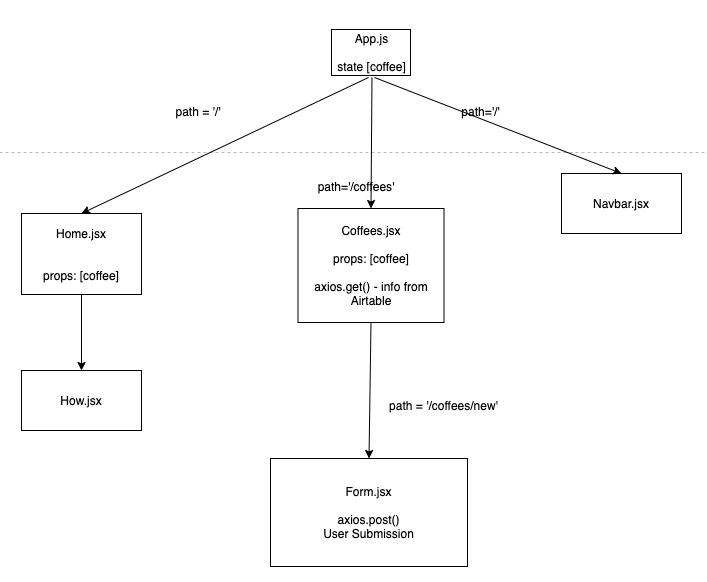 App.js
state [coffee]
path = '/'
path='/'
path='/coffees'
Navbar.jsx
Home.jsx
props: [coffee]
Coffees.jsx
props: [coffee]
axios.get() - info from
Airtable
How.jsx
path = '/coffees/new'
Form.jsx
axios.post()
User Submission